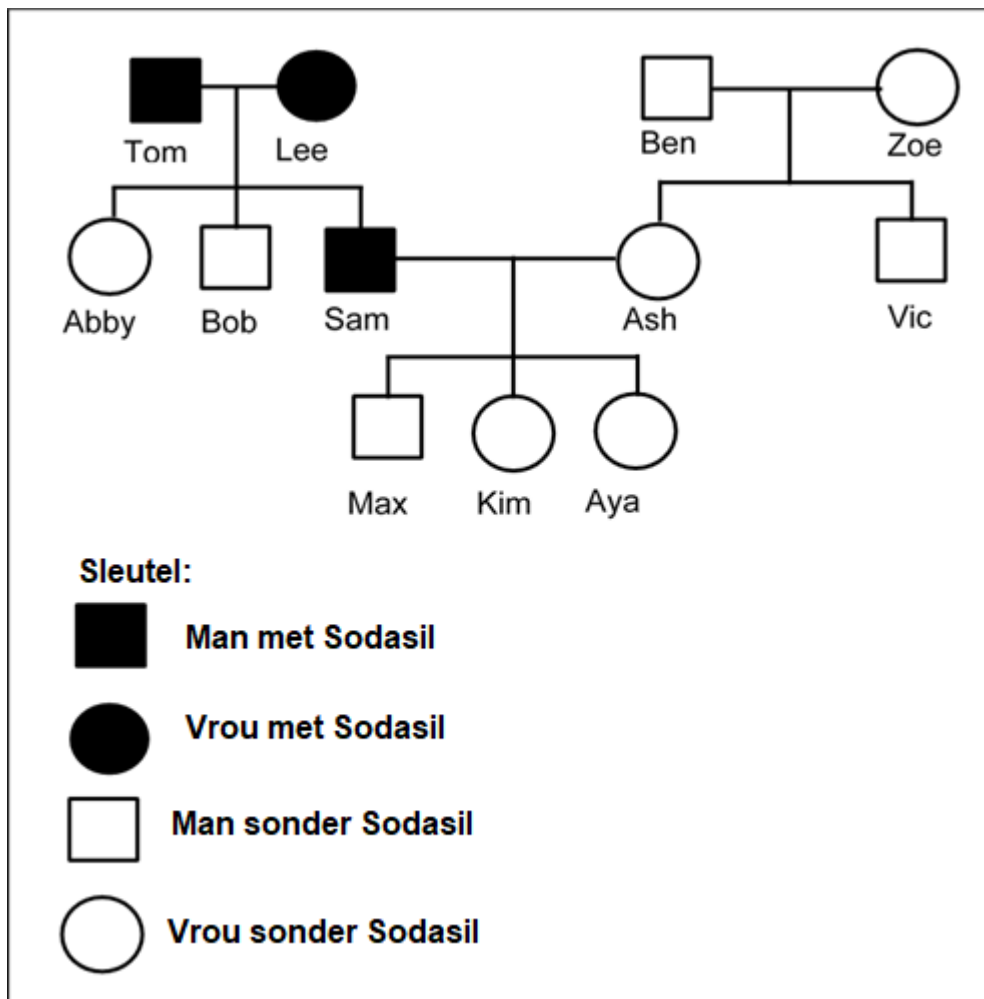 Tom Lee Ben Zoe
Abby Bob Sam Ash Vic
Max Kim Aya
Sleutel:
Man met Sodasil
Vrou met Sodasil
Man sonder Sodasil
Vrou sonder Sodasil